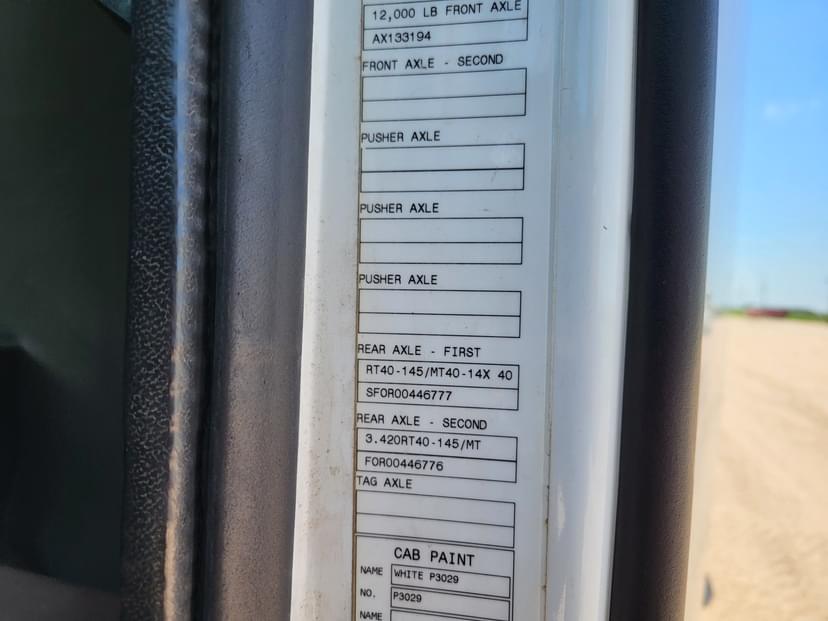 12,000 LB FRONT AXLE
AX133194
FRONT AXLE - SECOND
PUSHER AXLE
PUSHER AXLE
PUSHER AXLE
REAR AXLE - FIRST
RT40-145/MT40-14X 40
SFOR00446777
REAR AXLE - SECOND
3.420RT40-145/MT
FOR00446776
TAG AXLE
CAB PAINT
NAME WHITE P3029
NO. P3029
NAME